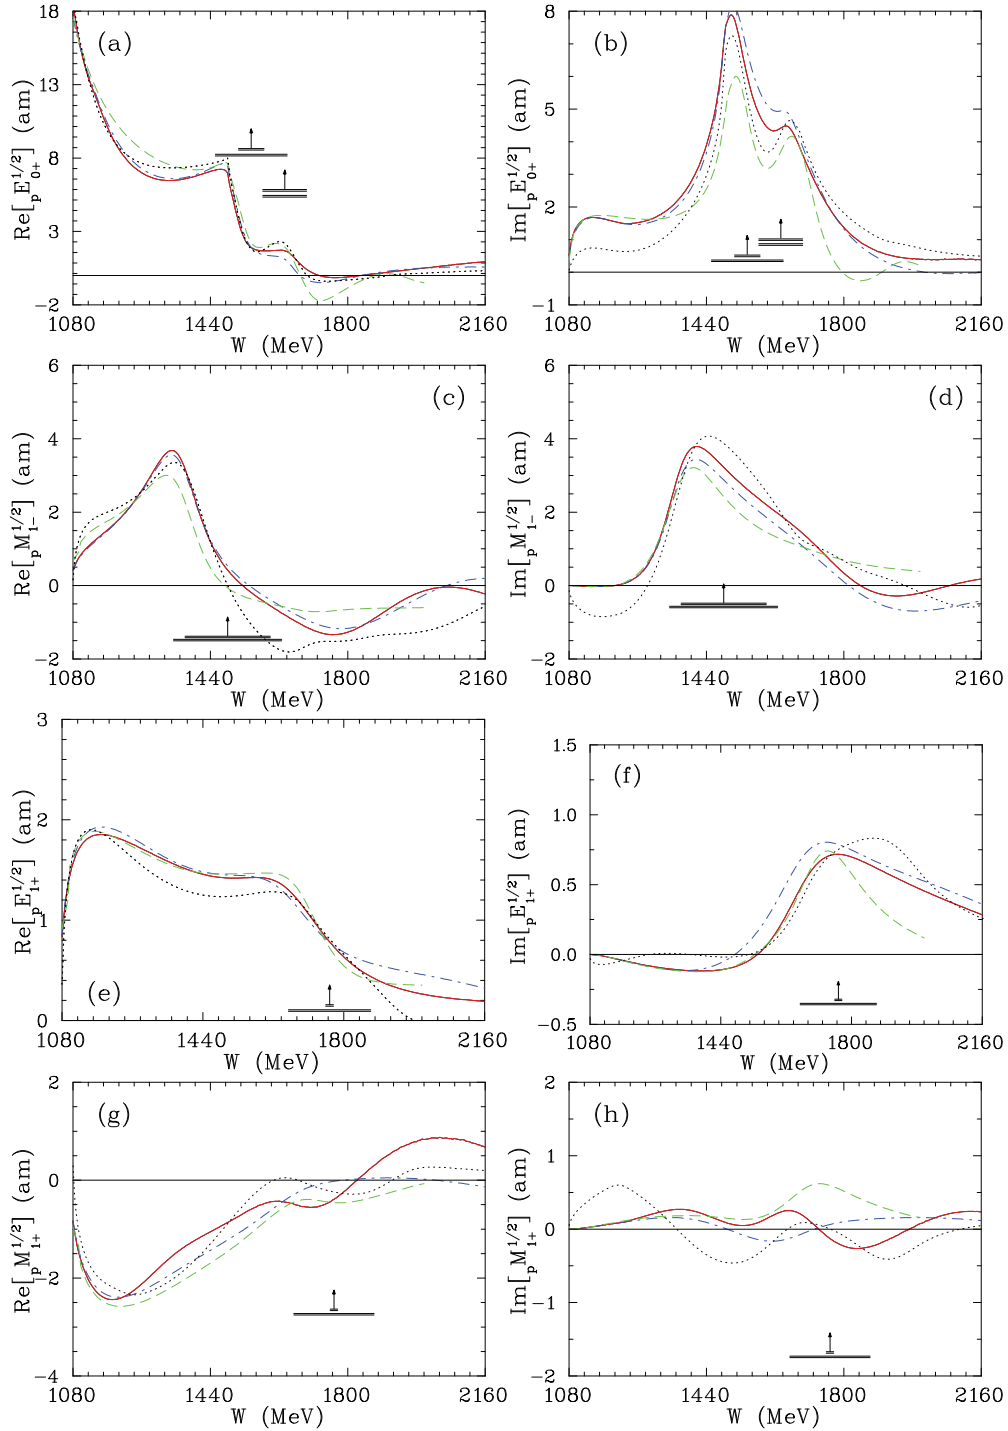 (a)
Re[pE0+^1/2] (am)
18
13
8
3
−2
1080 1440 1800 2160
W (MeV)
(b)
Im[pE0+^1/2] (am)
8
5
2
−1
1080 1440 1800 2160
W (MeV)
(c)
Re[pM1−^1/2] (am)
6
4
2
0
−2
1080 1440 1800 2160
W (MeV)
(d)
Im[pM1−^1/2] (am)
6
4
2
0
−2
1080 1440 1800 2160
W (MeV)
(e)
Re[pE1+^1/2] (am)
3
2
1
0
1080 1440 1800 2160
W (MeV)
(f)
Im[pE1+^1/2] (am)
1.5
1.0
0.5
0.0
−0.5
1080 1440 1800 2160
W (MeV)
(g)
Re[pM1+^1/2] (am)
2
0
−2
−4
1080 1440 1800 2160
W (MeV)
(h)
Im[pM1+^1/2] (am)
2
1
0
−1
−2
1080 1440 1800 2160
W (MeV)